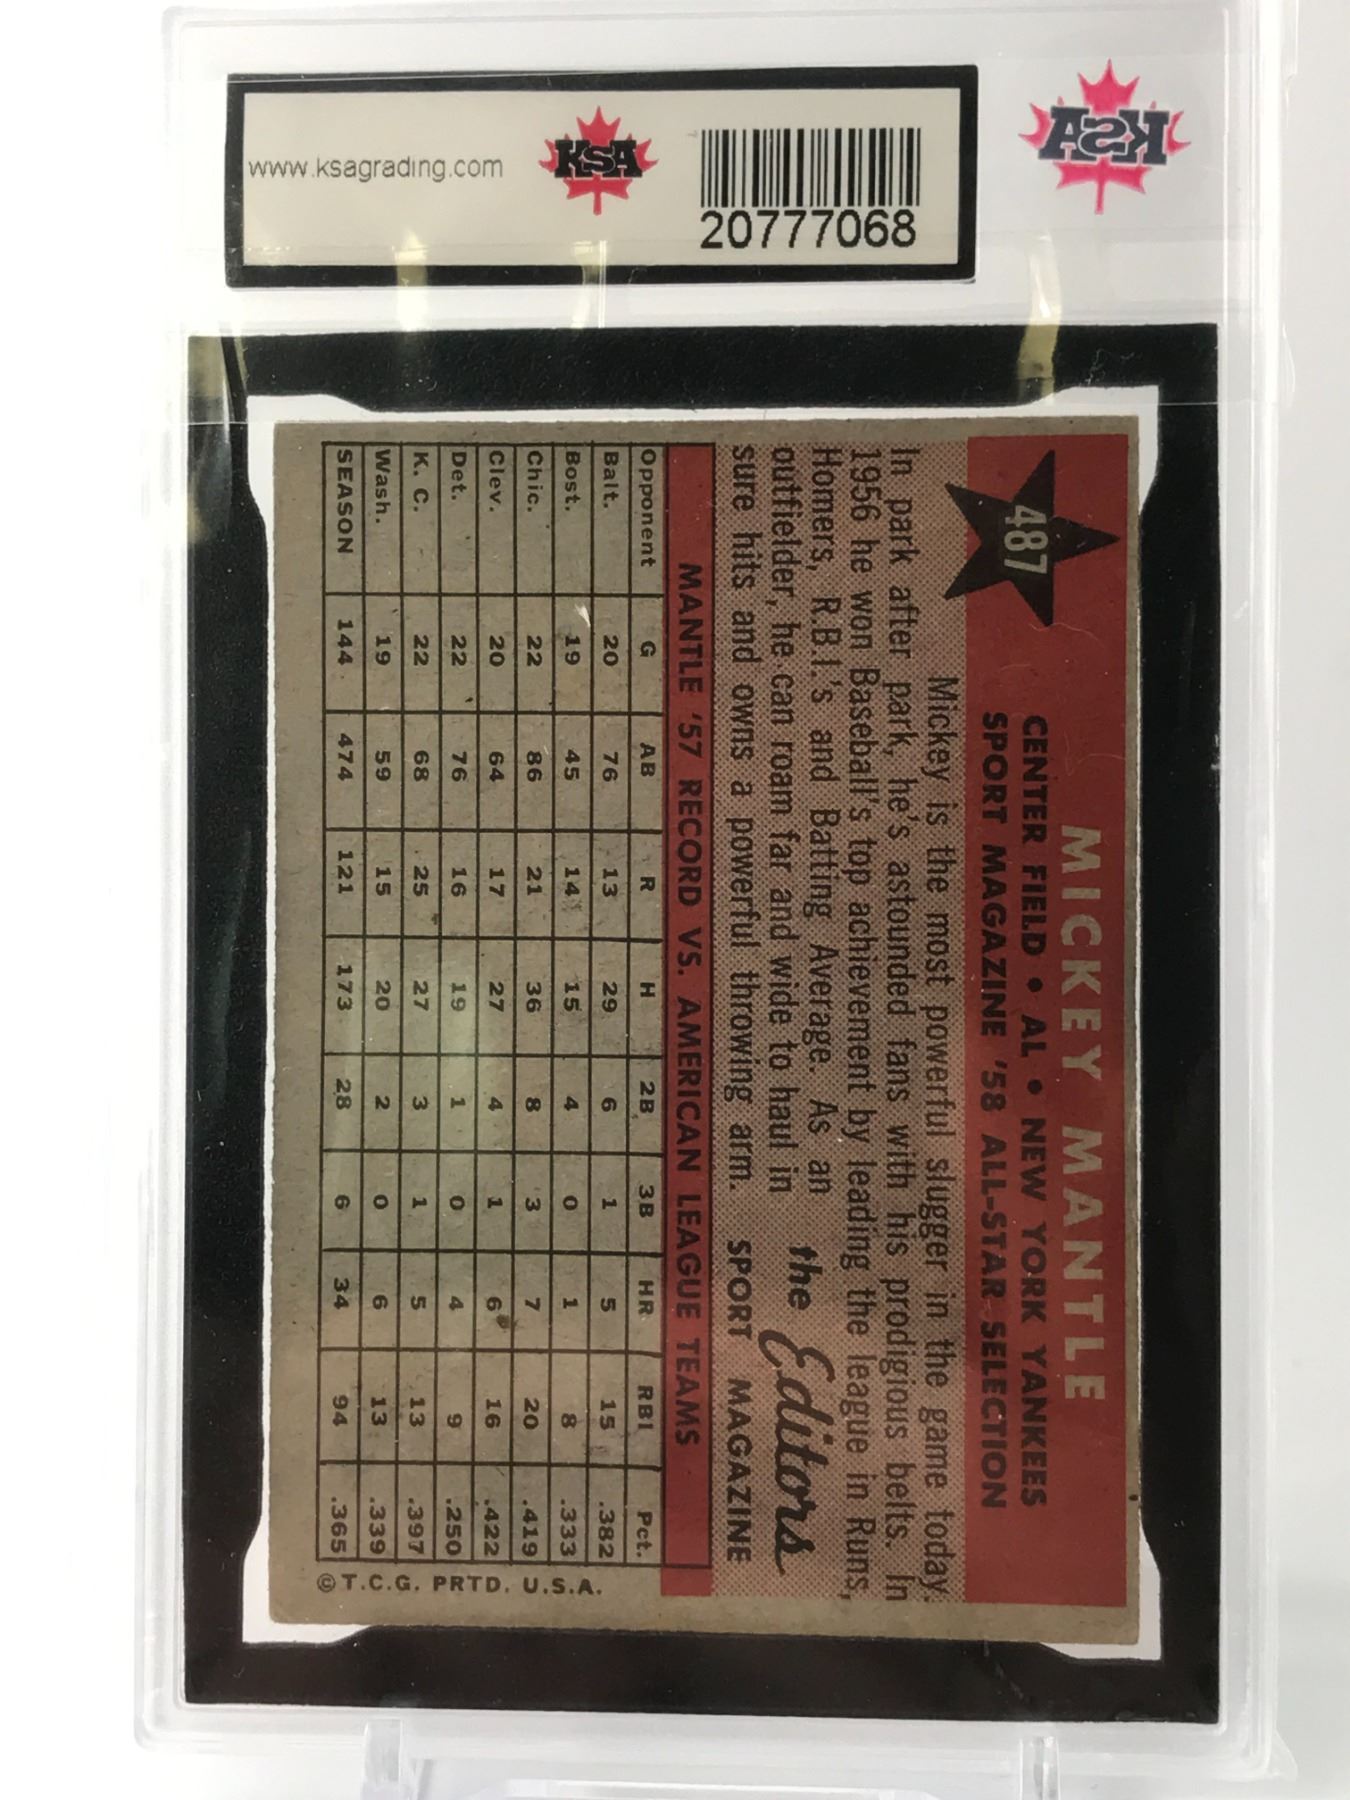 www.ksagrading.com
KSA
20777068
KSA
487
MICKEY MANTLE
CENTER FIELD • AL • NEW YORK YANKEES
SPORT MAGAZINE '58 ALL-STAR SELECTION
Mickey is the most powerful slugger in the game today.
In park after park, he's astounded fans with his prodigious belts. In
1956 he won Baseball's top achievement by leading the league in Runs,
Homers, R.B.I.'s and Batting Average. As an
outfielder, he can roam far and wide to haul in
sure hits and owns a powerful throwing arm.
the Editors
SPORT MAGAZINE
MANTLE '57 RECORD VS. AMERICAN LEAGUE TEAMS
Opponent G AB R H 2B 3B HR RBI Pct.
Balt. 20 76 13 29 6 1 5 15 .382
Bost. 19 45 14 15 4 0 1 8 .333
Chic. 22 86 21 36 8 3 7 20 .419
Clev. 20 64 17 27 4 1 6 16 .422
Det. 22 76 16 19 1 0 4 9 .250
K. C. 22 68 25 27 3 1 5 13 .397
Wash. 19 59 15 20 2 0 6 13 .339
SEASON 144 474 121 173 28 6 34 94 .365
©T.C.G. PRTD. U.S.A.